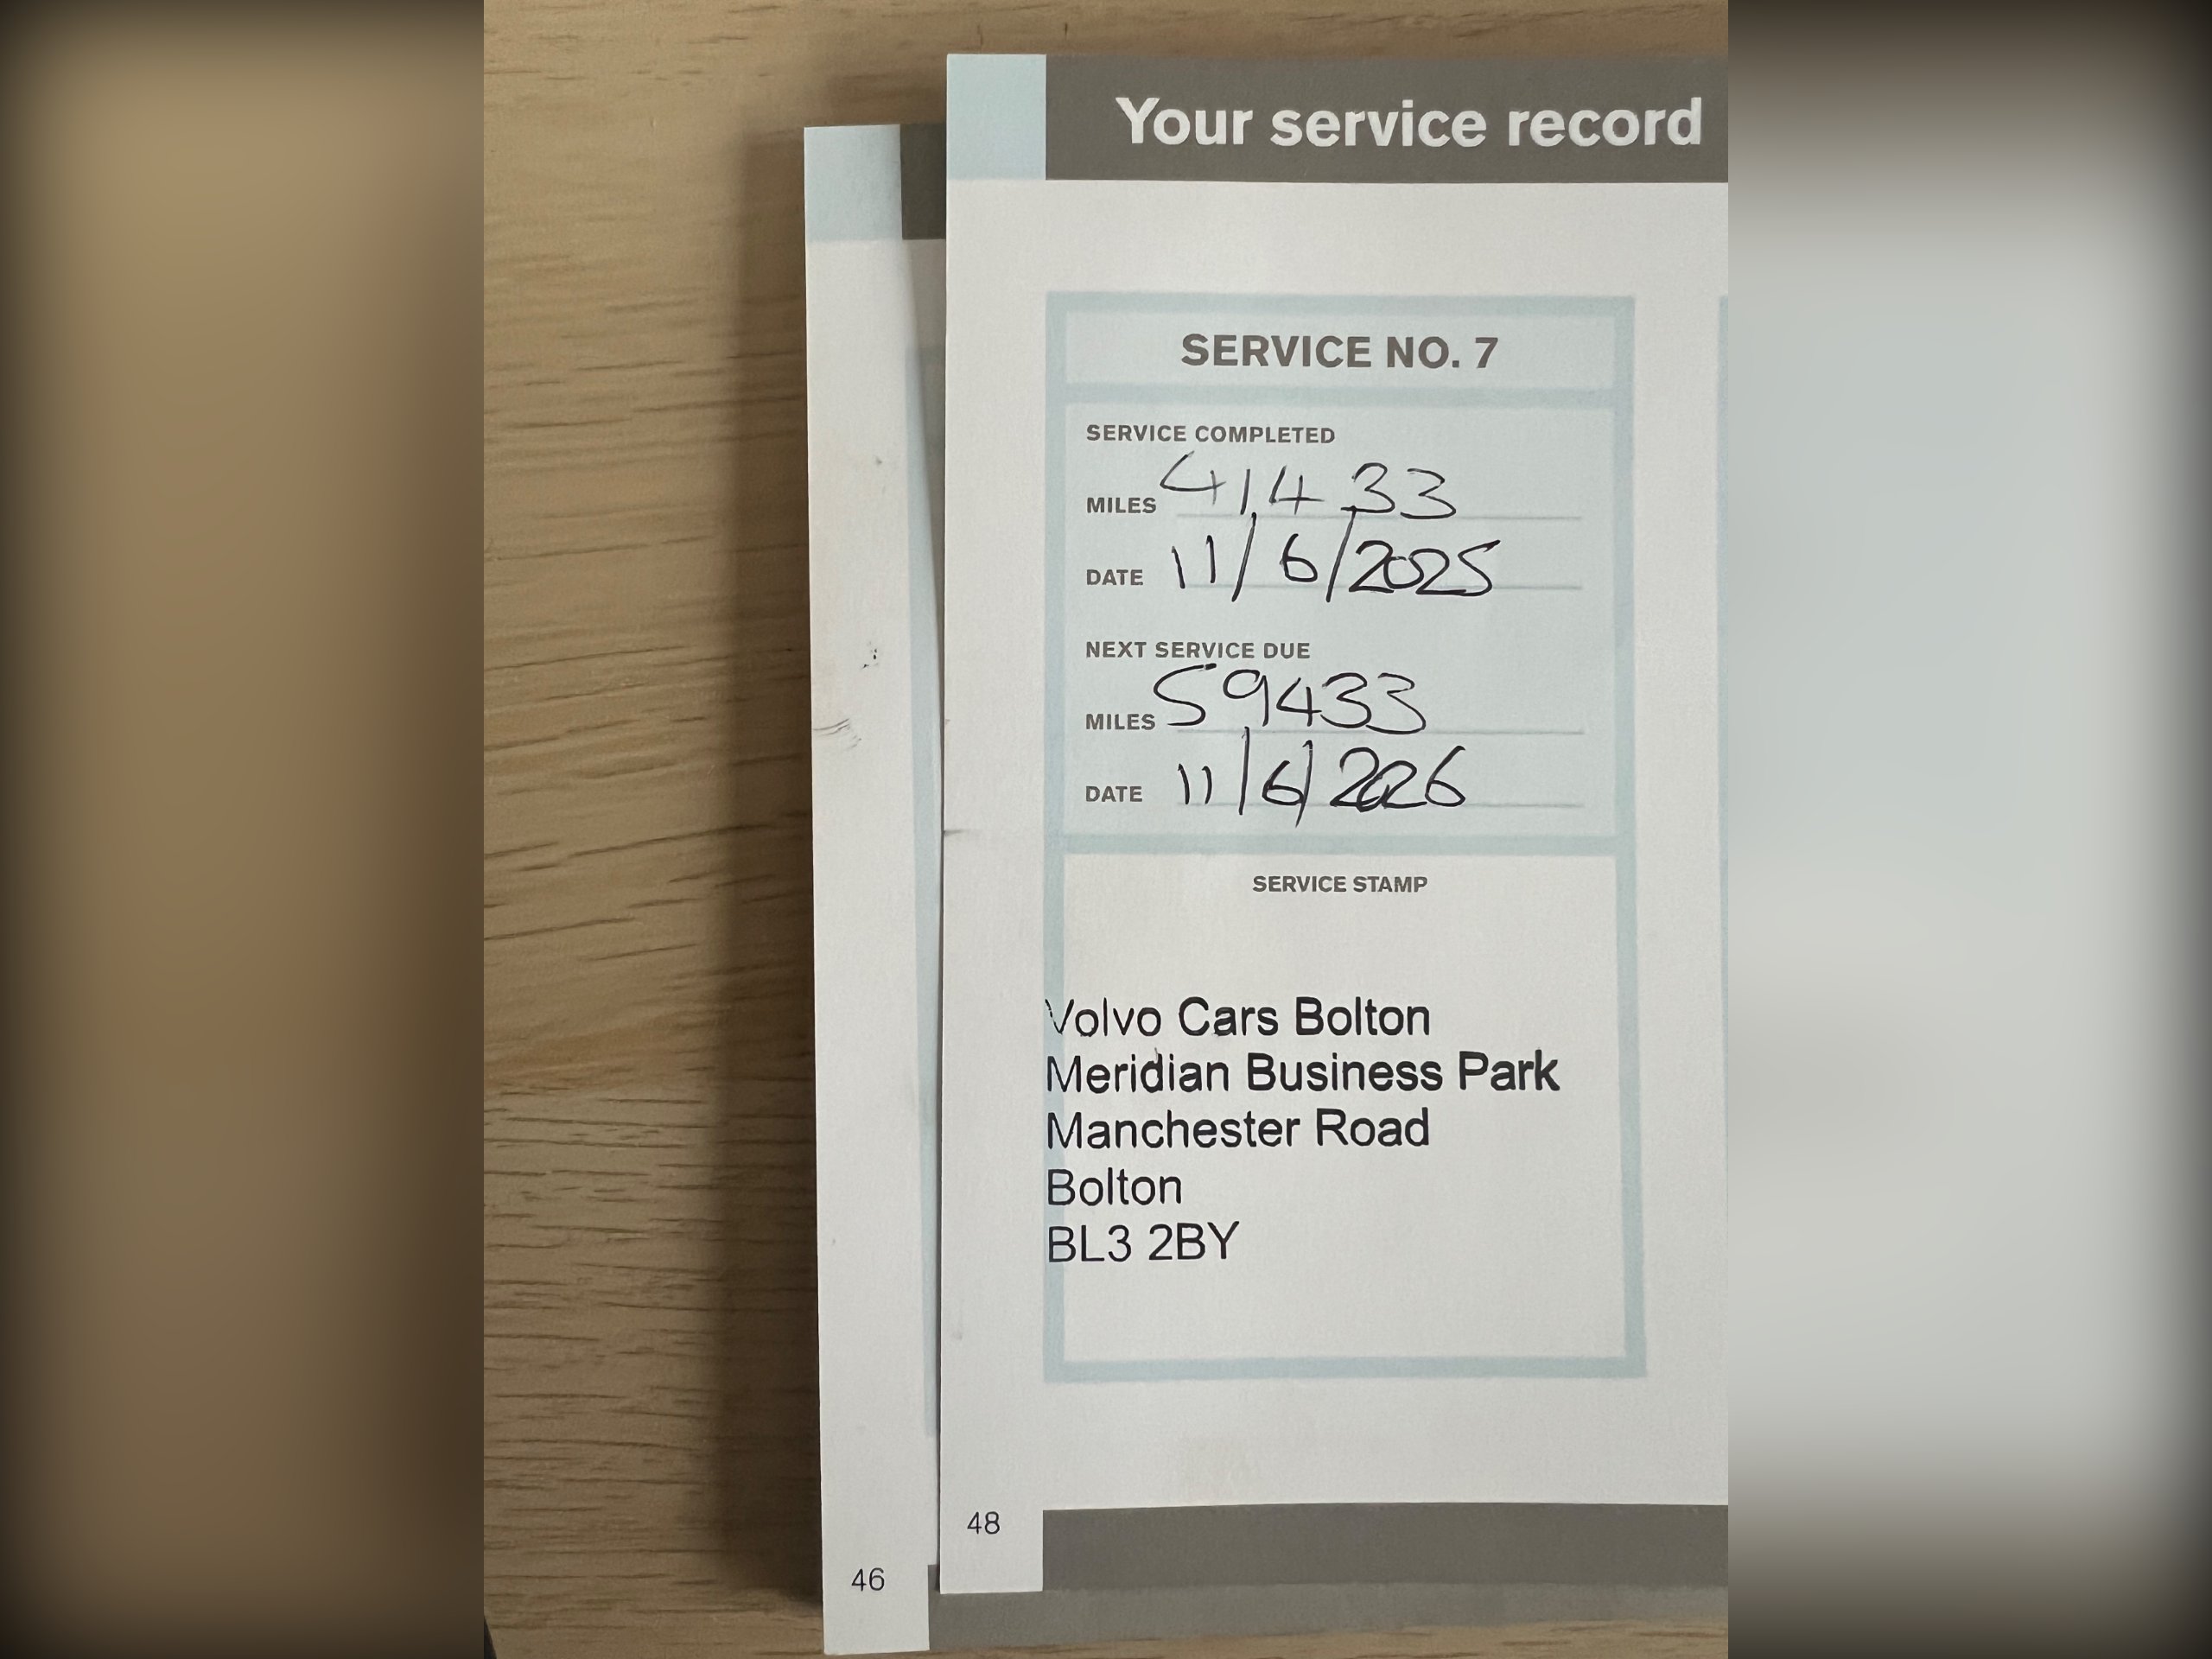 Your service record
SERVICE NO. 7
SERVICE COMPLETED
MILES 41,433
DATE 11/6/2025
NEXT SERVICE DUE
MILES 59433
DATE 11/6/2026
SERVICE STAMP
Volvo Cars Bolton
Meridian Business Park
Manchester Road
Bolton
BL3 2BY
48
46